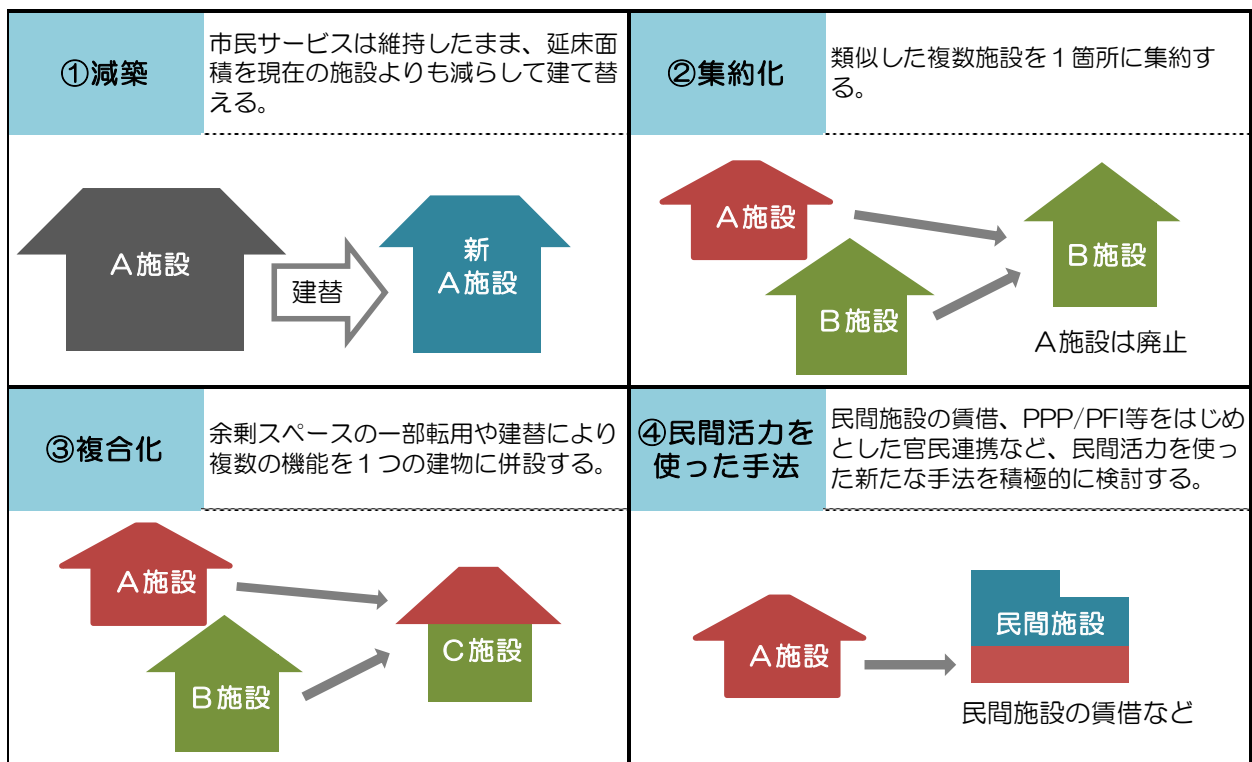 ①減築
市民サービスは維持したまま、延床面
積を現在の施設よりも減らして建て替
える。
A施設
建替
新
A施設
②集約化
類似した複数施設を１箇所に集約す
る。
A施設
B施設
B施設
A施設は廃止
③複合化
余剰スペースの一部転用や建替により
複数の機能を１つの建物に併設する。
A施設
B施設
C施設
④民間活力を
使った手法
民間施設の賃借、PPP/PFI等をはじめ
とした官民連携など、民間活力を使っ
た新たな手法を積極的に検討する。
A施設
民間施設
民間施設の賃借など